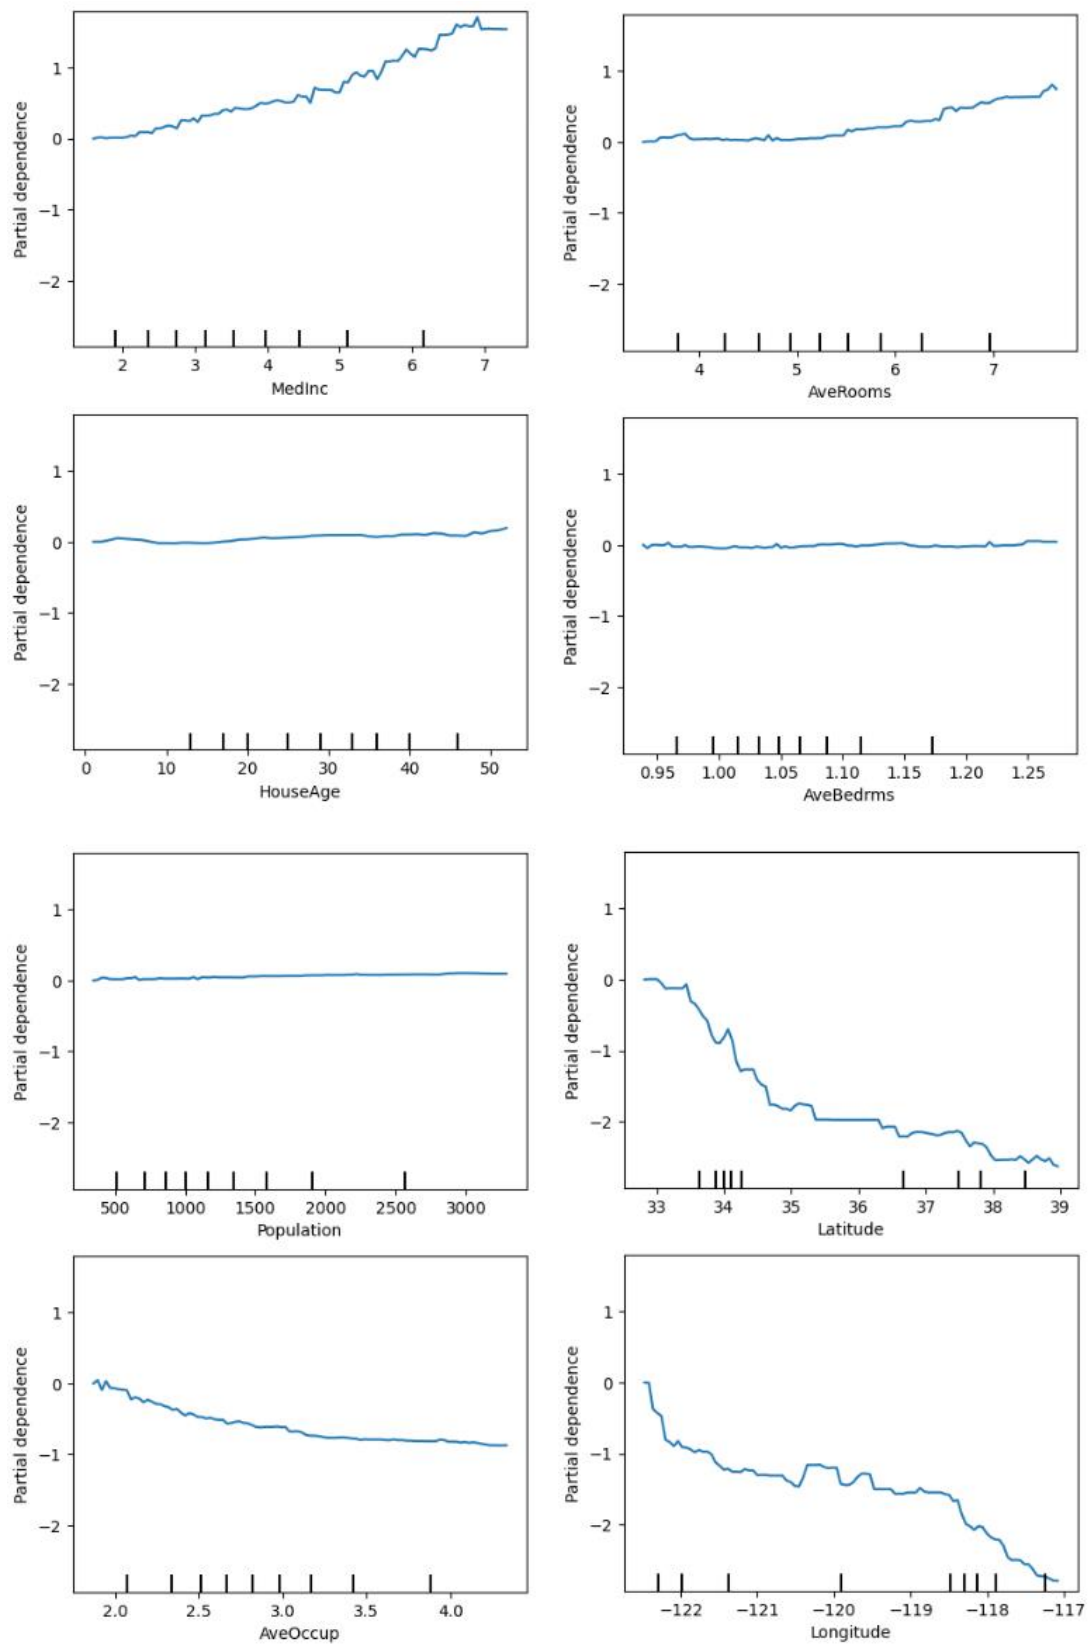 Partial dependence
1
0
−1
−2
2 3 4 5 6 7
MedInc
Partial dependence
1
0
−1
−2
4 5 6 7
AveRooms
Partial dependence
1
0
−1
−2
0 10 20 30 40 50
HouseAge
Partial dependence
1
0
−1
−2
0.95 1.00 1.05 1.10 1.15 1.20 1.25
AveBedrms
Partial dependence
1
0
−1
−2
500 1000 1500 2000 2500 3000
Population
Partial dependence
1
0
−1
−2
33 34 35 36 37 38 39
Latitude
Partial dependence
1
0
−1
−2
2.0 2.5 3.0 3.5 4.0
AveOccup
Partial dependence
1
0
−1
−2
−122 −121 −120 −119 −118 −117
Longitude